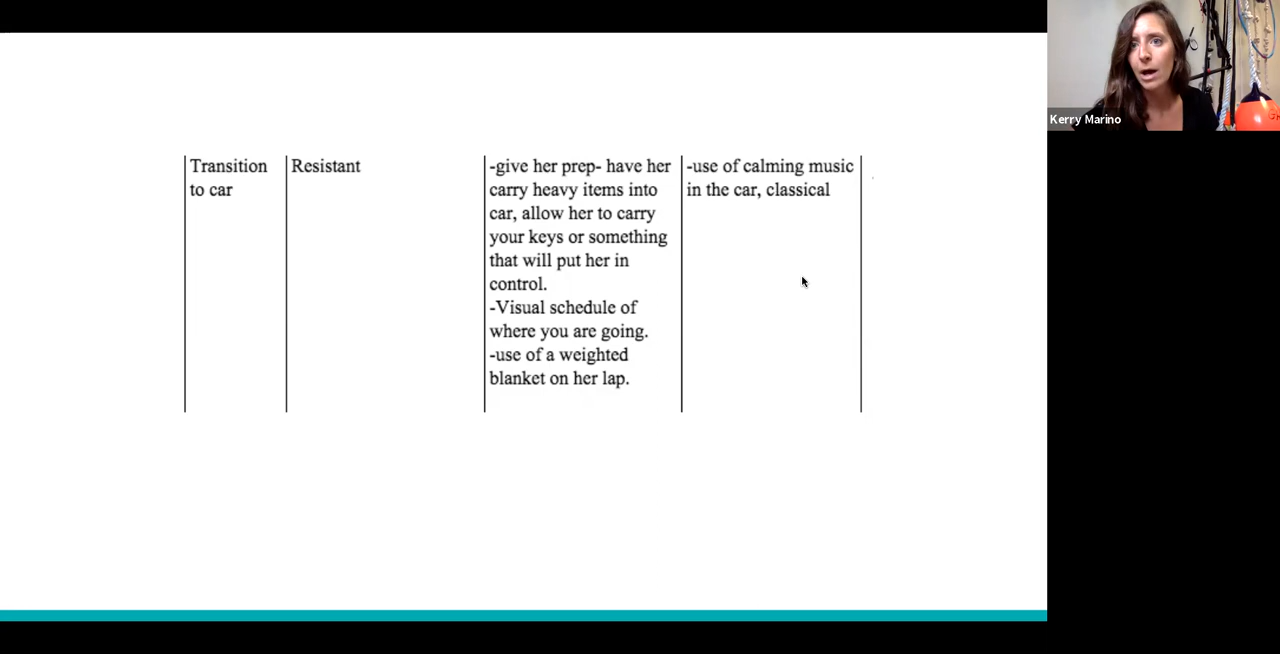 Kerry Marino
Transition
to car
Resistant
-give her prep- have her
carry heavy items into
car, allow her to carry
your keys or something
that will put her in
control.
-Visual schedule of
where you are going.
-use of a weighted
blanket on her lap.
-use of calming music
in the car, classical